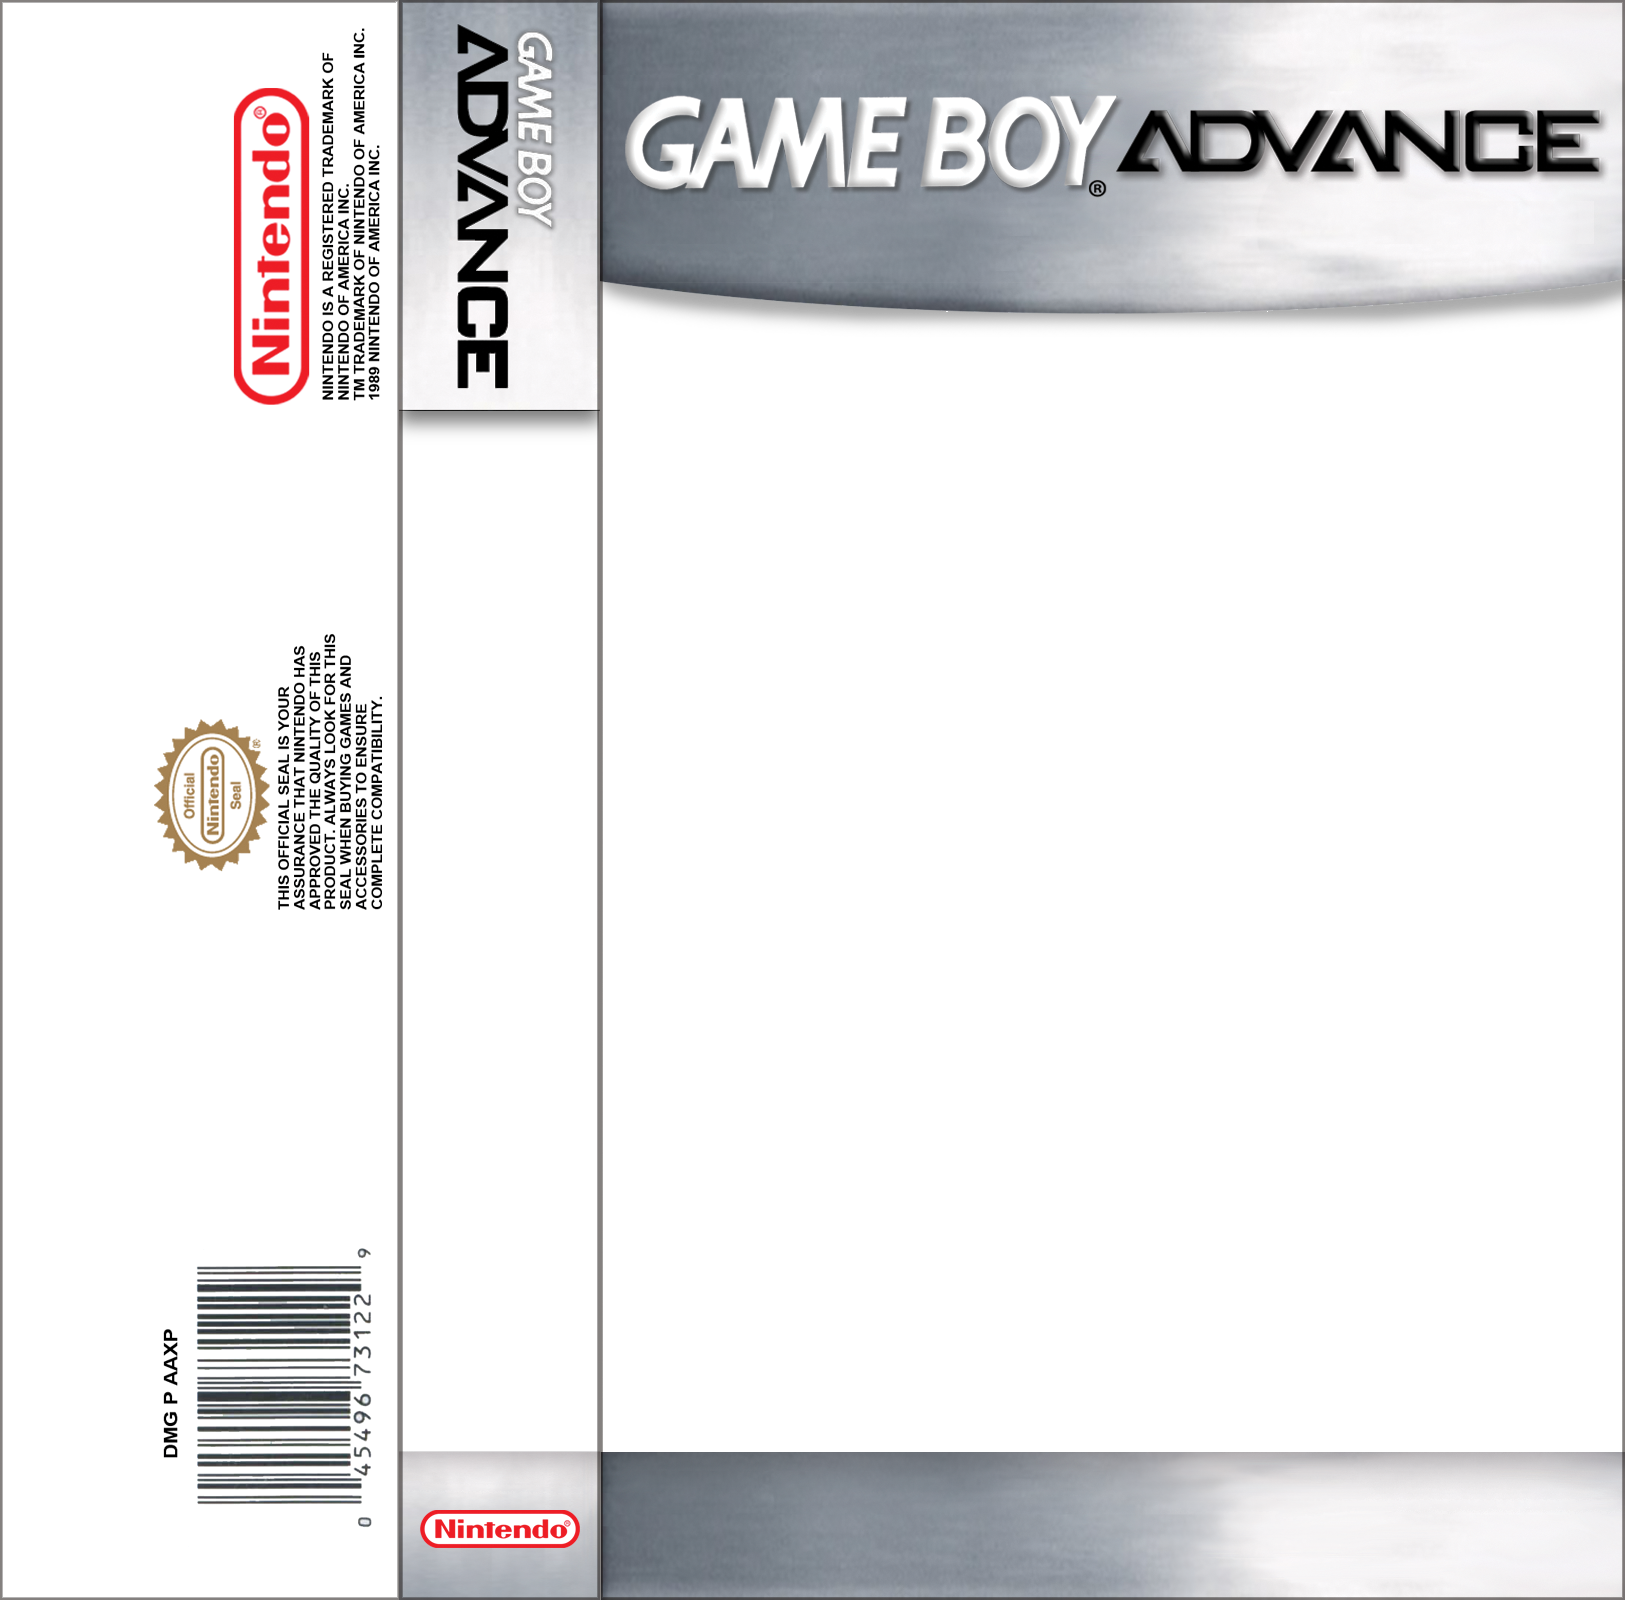 Nintendo®
NINTENDO IS A REGISTERED TRADEMARK OF
NINTENDO OF AMERICA INC.
TM TRADEMARK OF NINTENDO OF AMERICA INC.
1989 NINTENDO OF AMERICA INC.
Official
Nintendo
Seal
®
THIS OFFICIAL SEAL IS YOUR
ASSURANCE THAT NINTENDO HAS
APPROVED THE QUALITY OF THIS
PRODUCT. ALWAYS LOOK FOR THIS
SEAL WHEN BUYING GAMES AND
ACCESSORIES TO ENSURE
COMPLETE COMPATIBILITY.
DMG P AAXP
0 45496 73122 9
GAME BOY
ADVANCE
Nintendo®
GAME BOY® ADVANCE